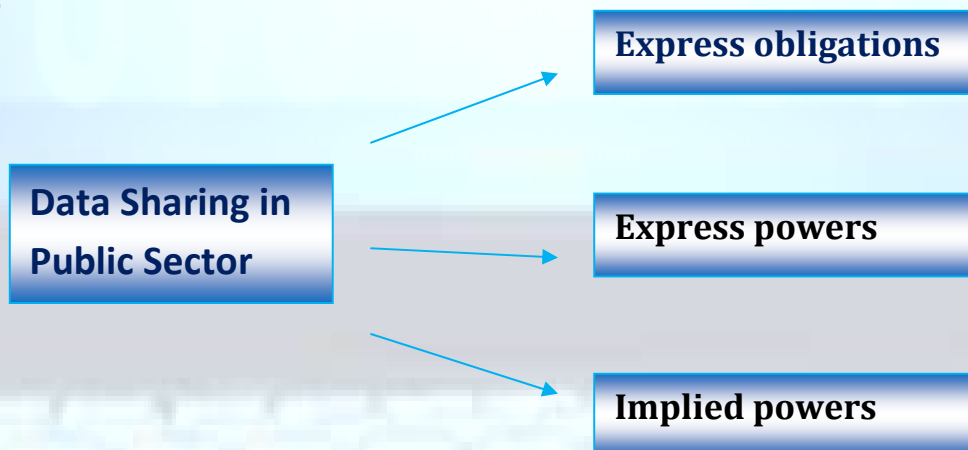 Express obligations
Data Sharing in
Public Sector
Express powers
Implied powers